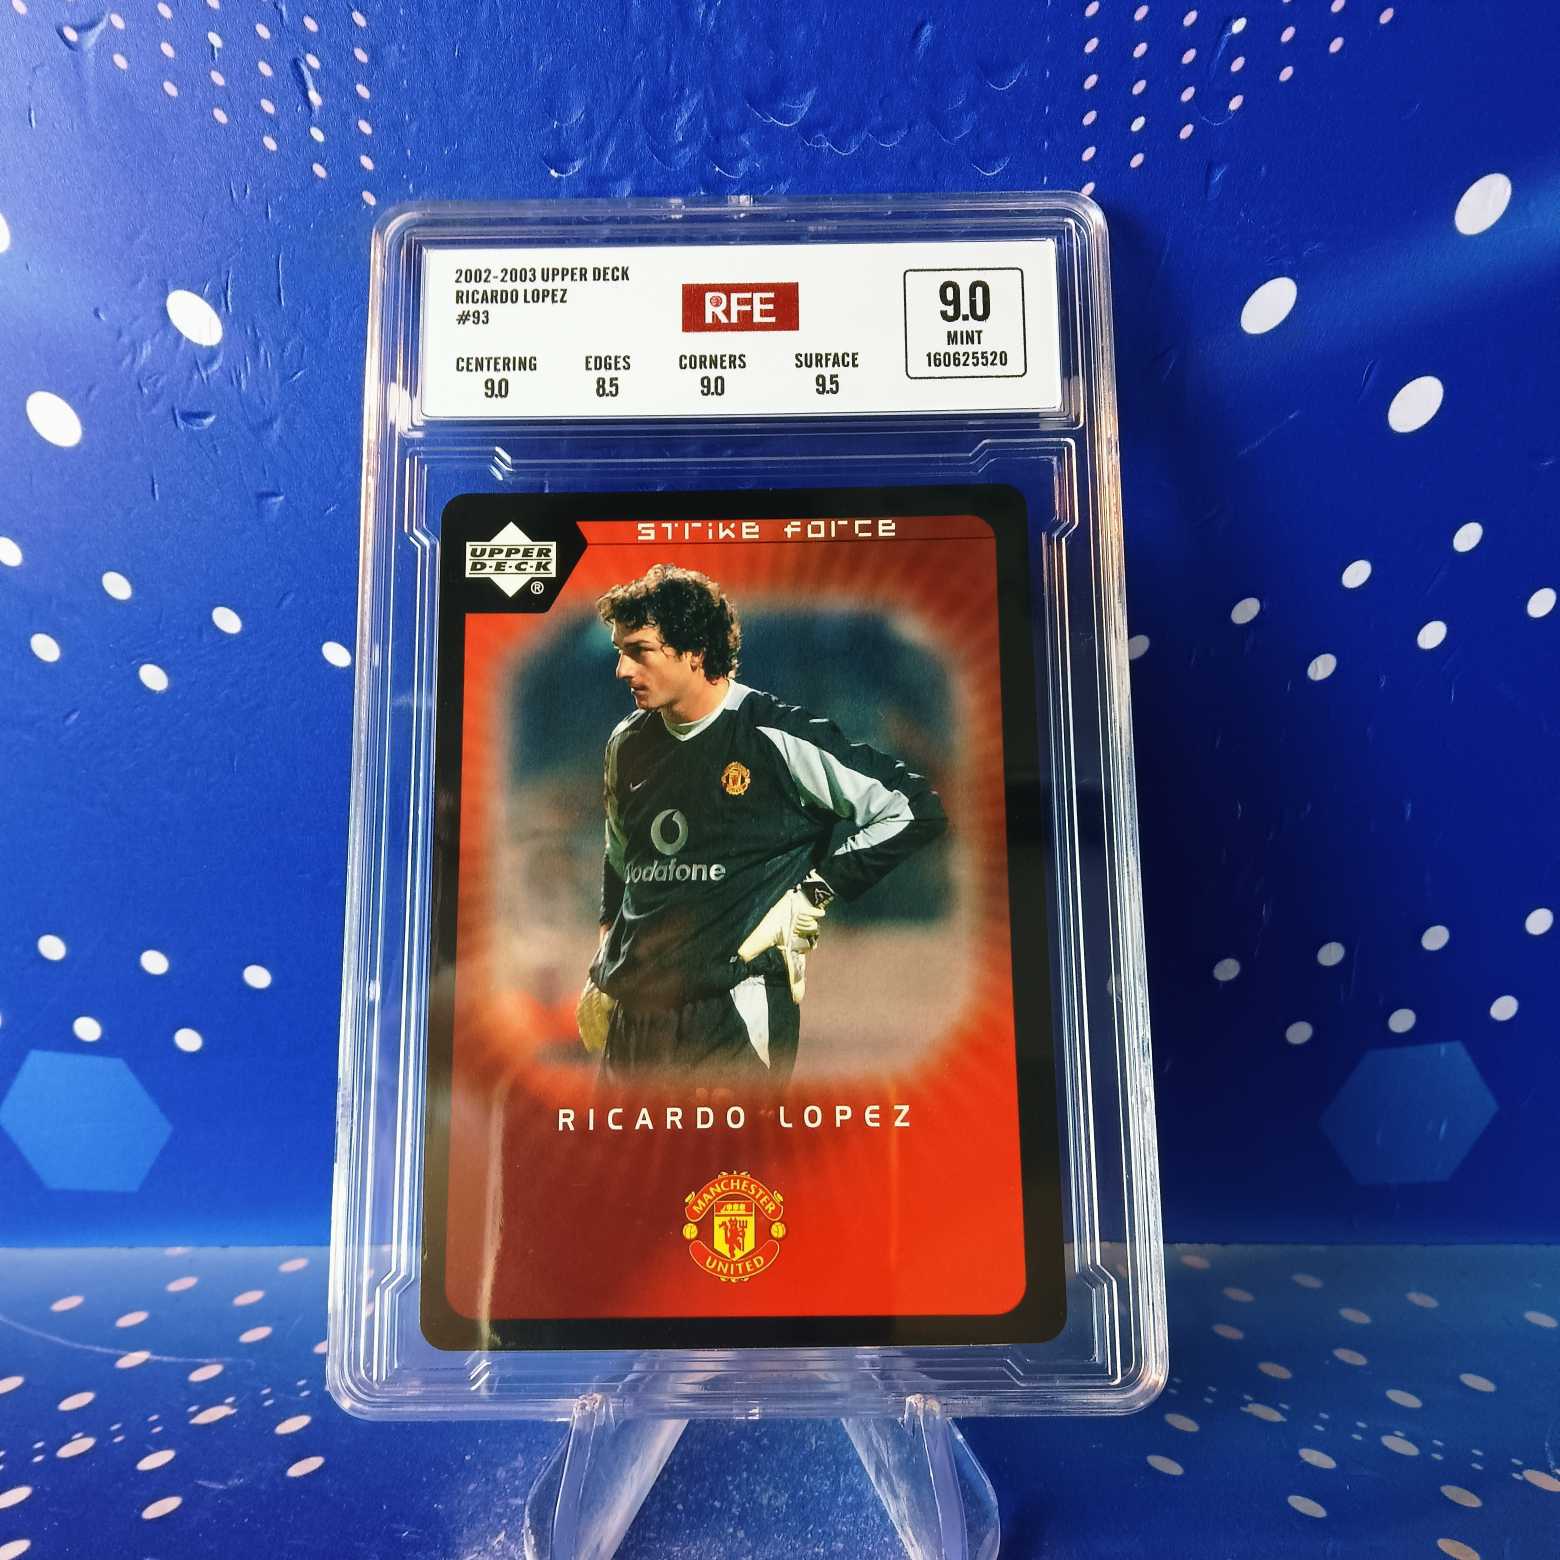 2002-2003 UPPER DECK
RICARDO LOPEZ
#93
RFE
9.0
MINT
160625520
CENTERING EDGES CORNERS SURFACE
9.0 8.5 9.0 9.5
STRIKE FORCE
UPPER
D·E·C·K
®
vodafone
RICARDO LOPEZ
MANCHESTER
UNITED